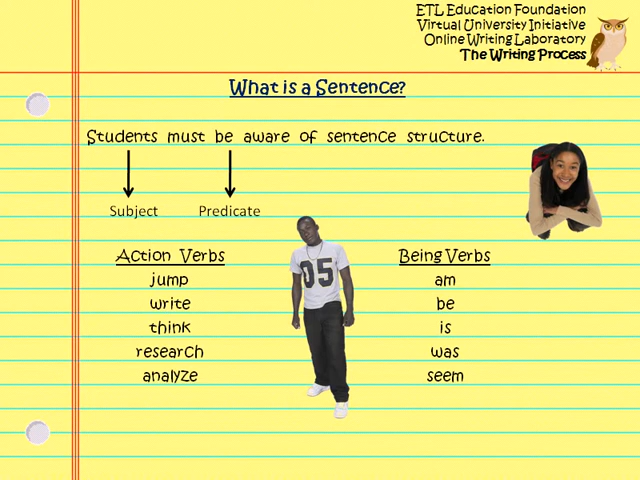 ETL Education Foundation
Virtual University Initiative
Online Writing Laboratory
The Writing Process
What is a Sentence?
Students must be aware of sentence structure.
Subject Predicate
Action Verbs Being Verbs
jump am
write be
think is
research was
analyze seem
05